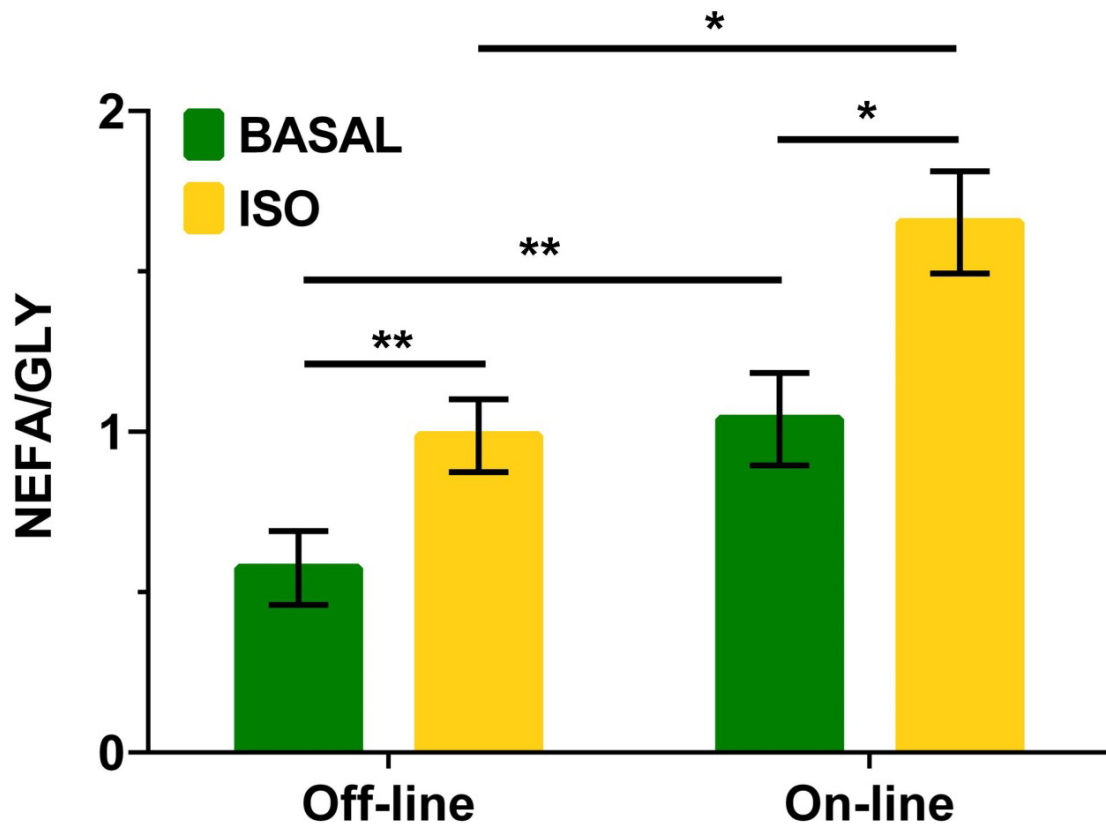 *
2
*
BASAL
ISO
**
**
NEFA/GLY
1
0
Off-line
On-line